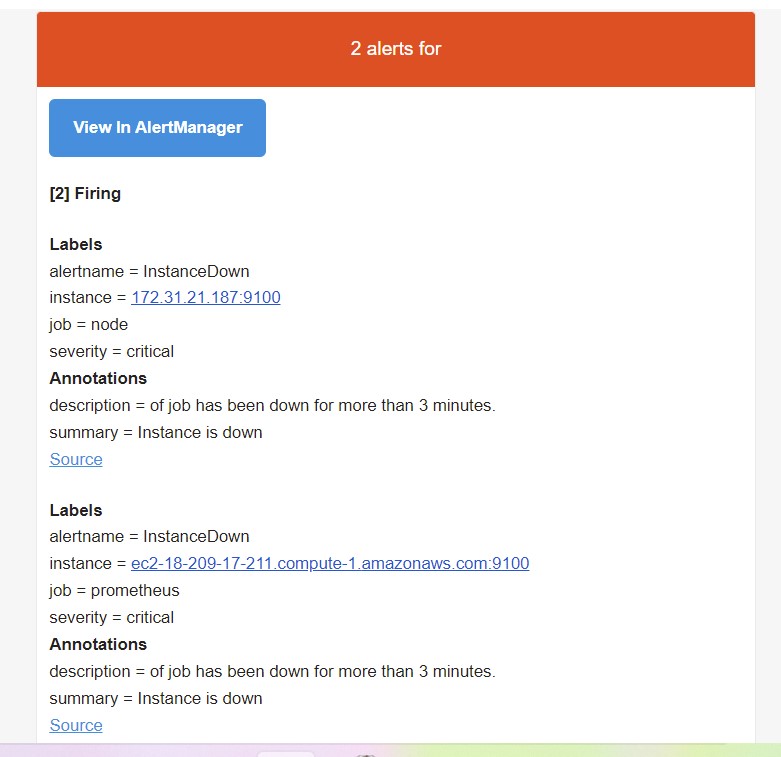 2 alerts for
View In AlertManager
[2] Firing
Labels
alertname = InstanceDown
instance = 172.31.21.187:9100
job = node
severity = critical
Annotations
description = of job has been down for more than 3 minutes.
summary = Instance is down
Source
Labels
alertname = InstanceDown
instance = ec2-18-209-17-211.compute-1.amazonaws.com:9100
job = prometheus
severity = critical
Annotations
description = of job has been down for more than 3 minutes.
summary = Instance is down
Source